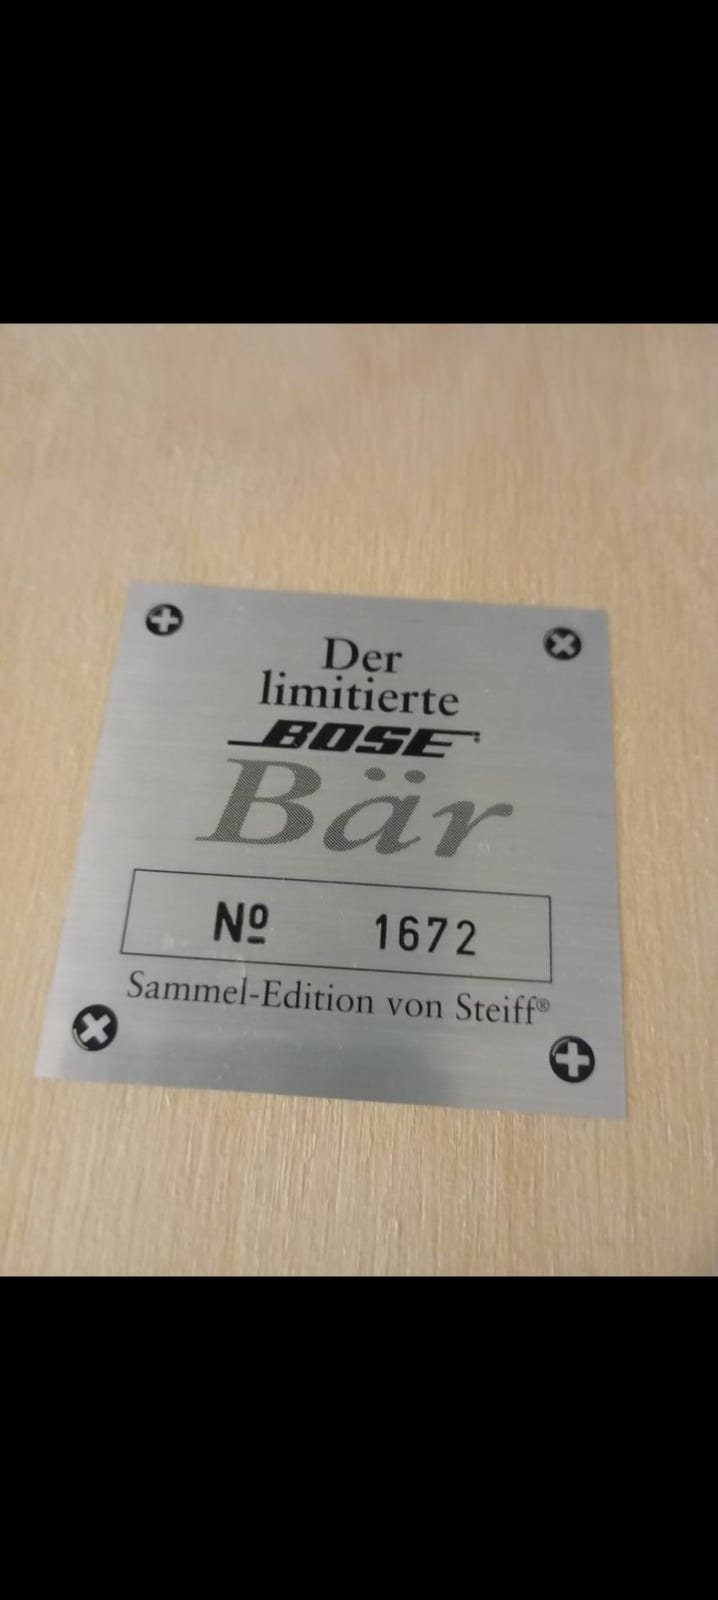 Der
limitierte
BOSE
Bär
Nº 1672
Sammel-Edition von Steiff®